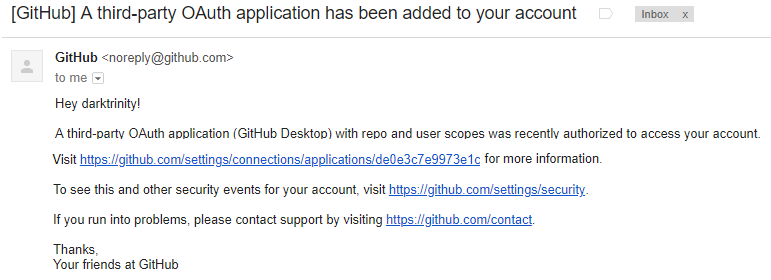 [GitHub] A third-party OAuth application has been added to your account Inbox x
GitHub <noreply@github.com>
to me
Hey darktrinity!
A third-party OAuth application (GitHub Desktop) with repo and user scopes was recently authorized to access your account.
Visit https://github.com/settings/connections/applications/de0e3c7e9973e1c for more information.
To see this and other security events for your account, visit https://github.com/settings/security.
If you run into problems, please contact support by visiting https://github.com/contact.
Thanks,
Your friends at GitHub